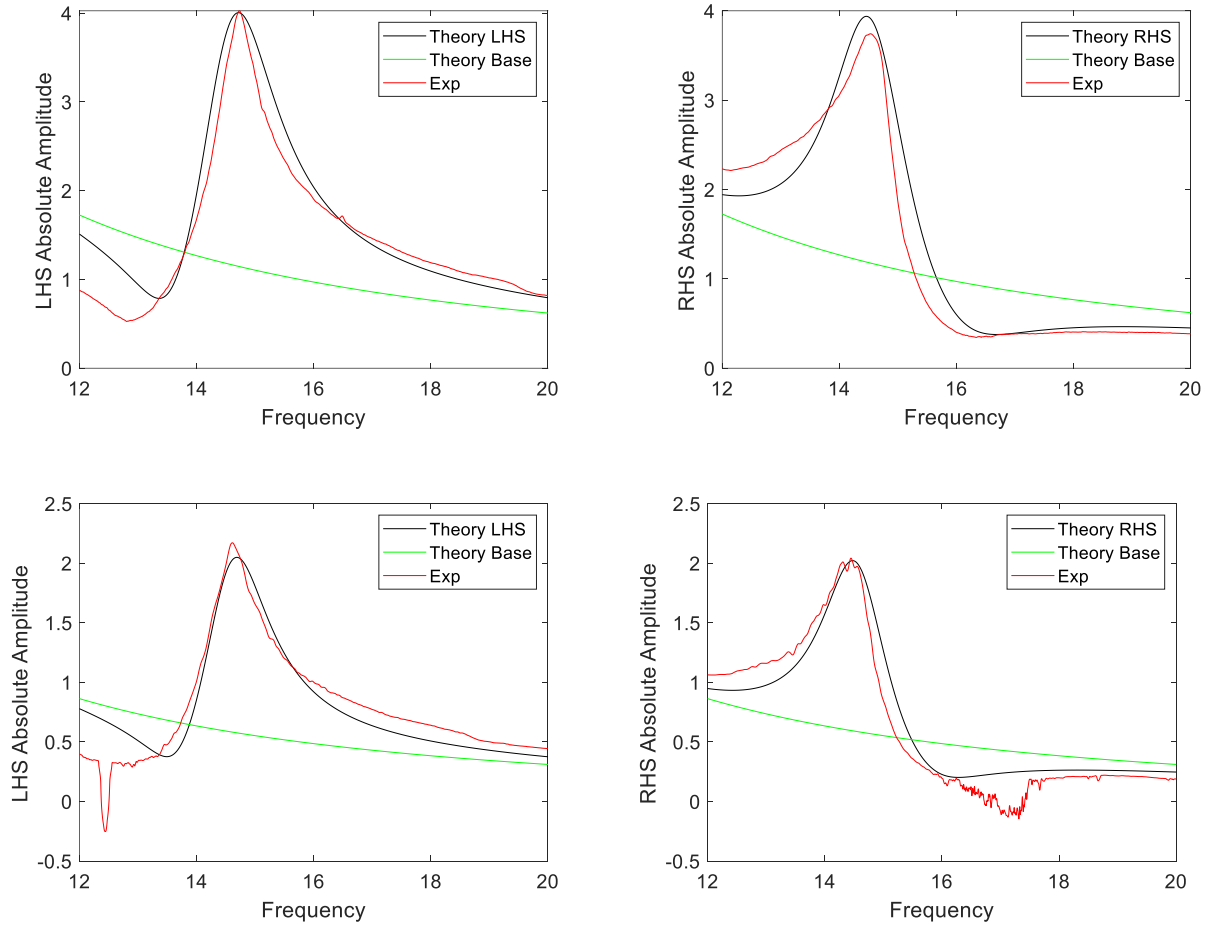 4
3
2
1
0
12
14
16
18
20
LHS Absolute Amplitude
Frequency
Theory LHS
Theory Base
Exp
4
3
2
1
0
12
14
16
18
20
RHS Absolute Amplitude
Frequency
Theory RHS
Theory Base
Exp
2.5
2
1.5
1
0.5
0
-0.5
12
14
16
18
20
LHS Absolute Amplitude
Frequency
Theory LHS
Theory Base
Exp
2.5
2
1.5
1
0.5
0
-0.5
12
14
16
18
20
RHS Absolute Amplitude
Frequency
Theory RHS
Theory Base
Exp